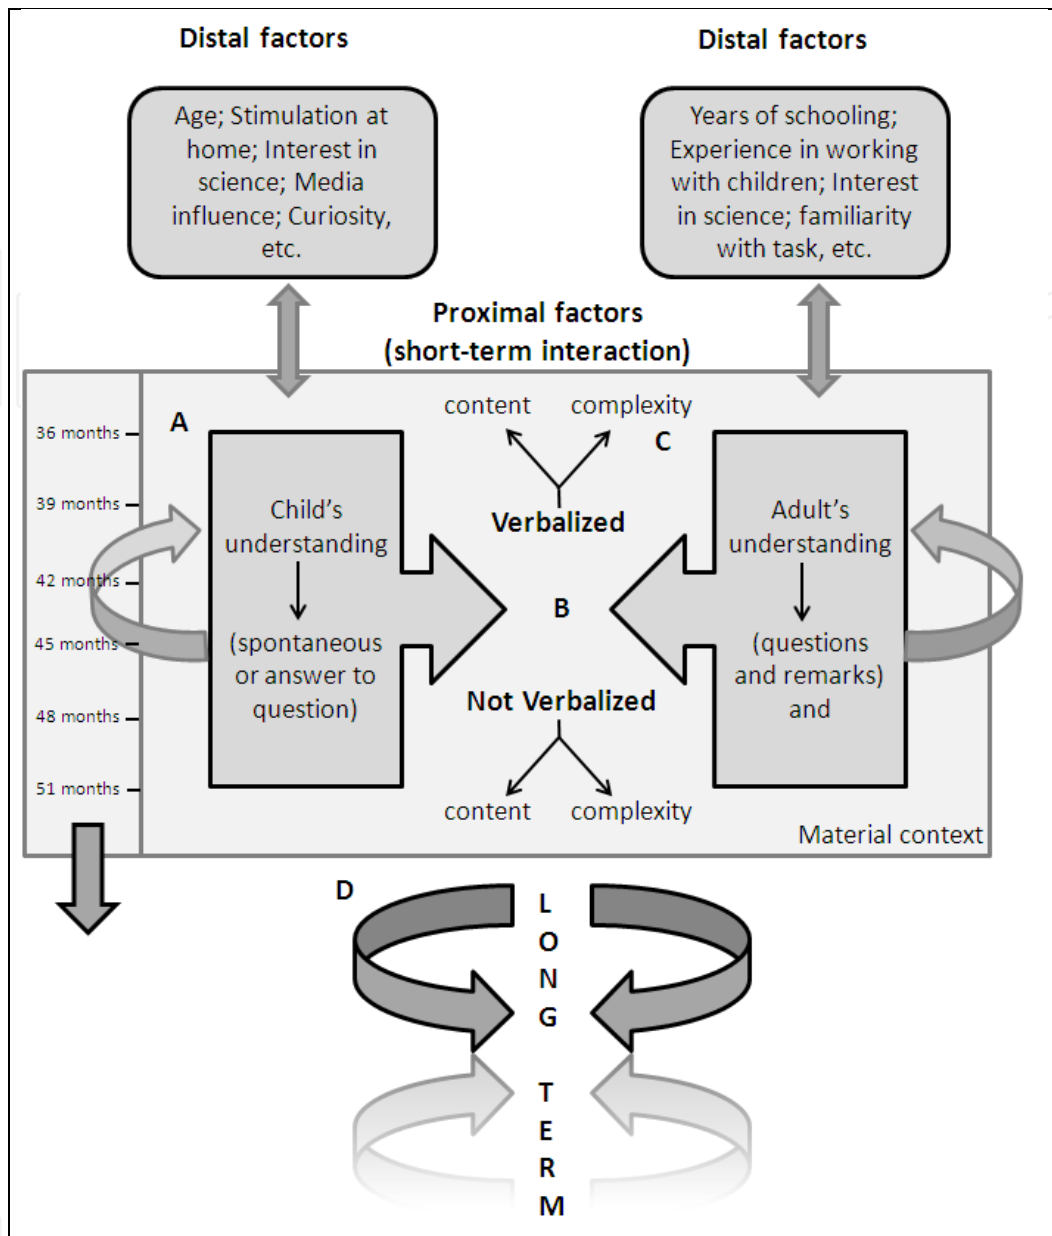 Distal factors
Distal factors
Age; Stimulation at
home; Interest in
science; Media
influence; Curiosity,
etc.
Years of schooling;
Experience in working
with children; Interest
in science; familiarity
with task, etc.
Proximal factors
(short-term interaction)
36 months
39 months
42 months
45 months
48 months
51 months
A
Child's
understanding
(spontaneous
or answer to
question)
content
complexity
Verbalized
B
Not Verbalized
content
complexity
C
Adult's
understanding
(questions
and remarks)
and
Material context
D
L
O
N
G
T
E
R
M